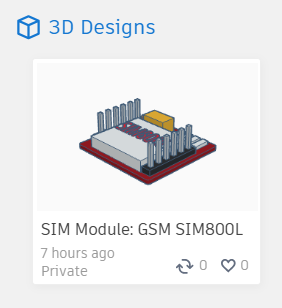 3D Designs
SIM Module: GSM SIM800L
7 hours ago
Private
0
0